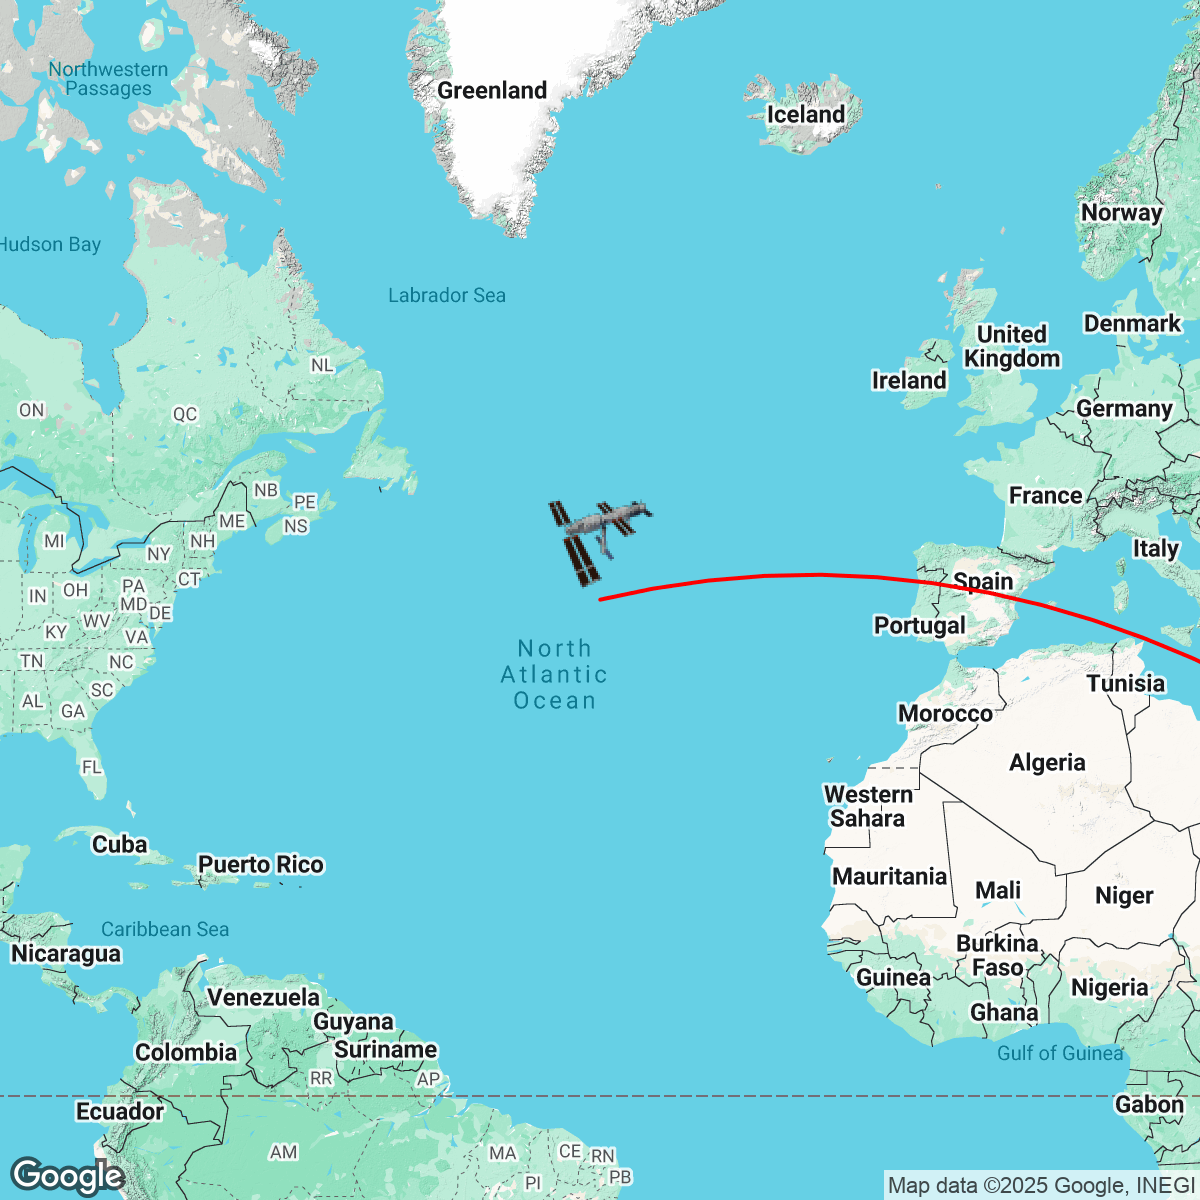 Northwestern
Passages
Greenland
Iceland
Norway
Hudson Bay
Labrador Sea
Denmark
United
Kingdom
Ireland
NL
ON
QC
Germany
NB
PE
France
ME
NS
MI
NH
NY
Italy
CT
Spain
PA
OH
IN
MD
DE
WV
Portugal
KY
VA
North
Atlantic
Ocean
TN
NC
Tunisia
SC
AL
GA
Morocco
Algeria
FL
Western
Sahara
Cuba
Puerto Rico
Mauritania
Mali
Niger
Caribbean Sea
Burkina
Faso
Nicaragua
Guinea
Nigeria
Venezuela
Ghana
Guyana
Suriname
Colombia
Gulf of Guinea
RR
AP
Gabon
Ecuador
AM
MA
CE
RN
PI
PB
Google
Map data ©2025 Google, INEGI